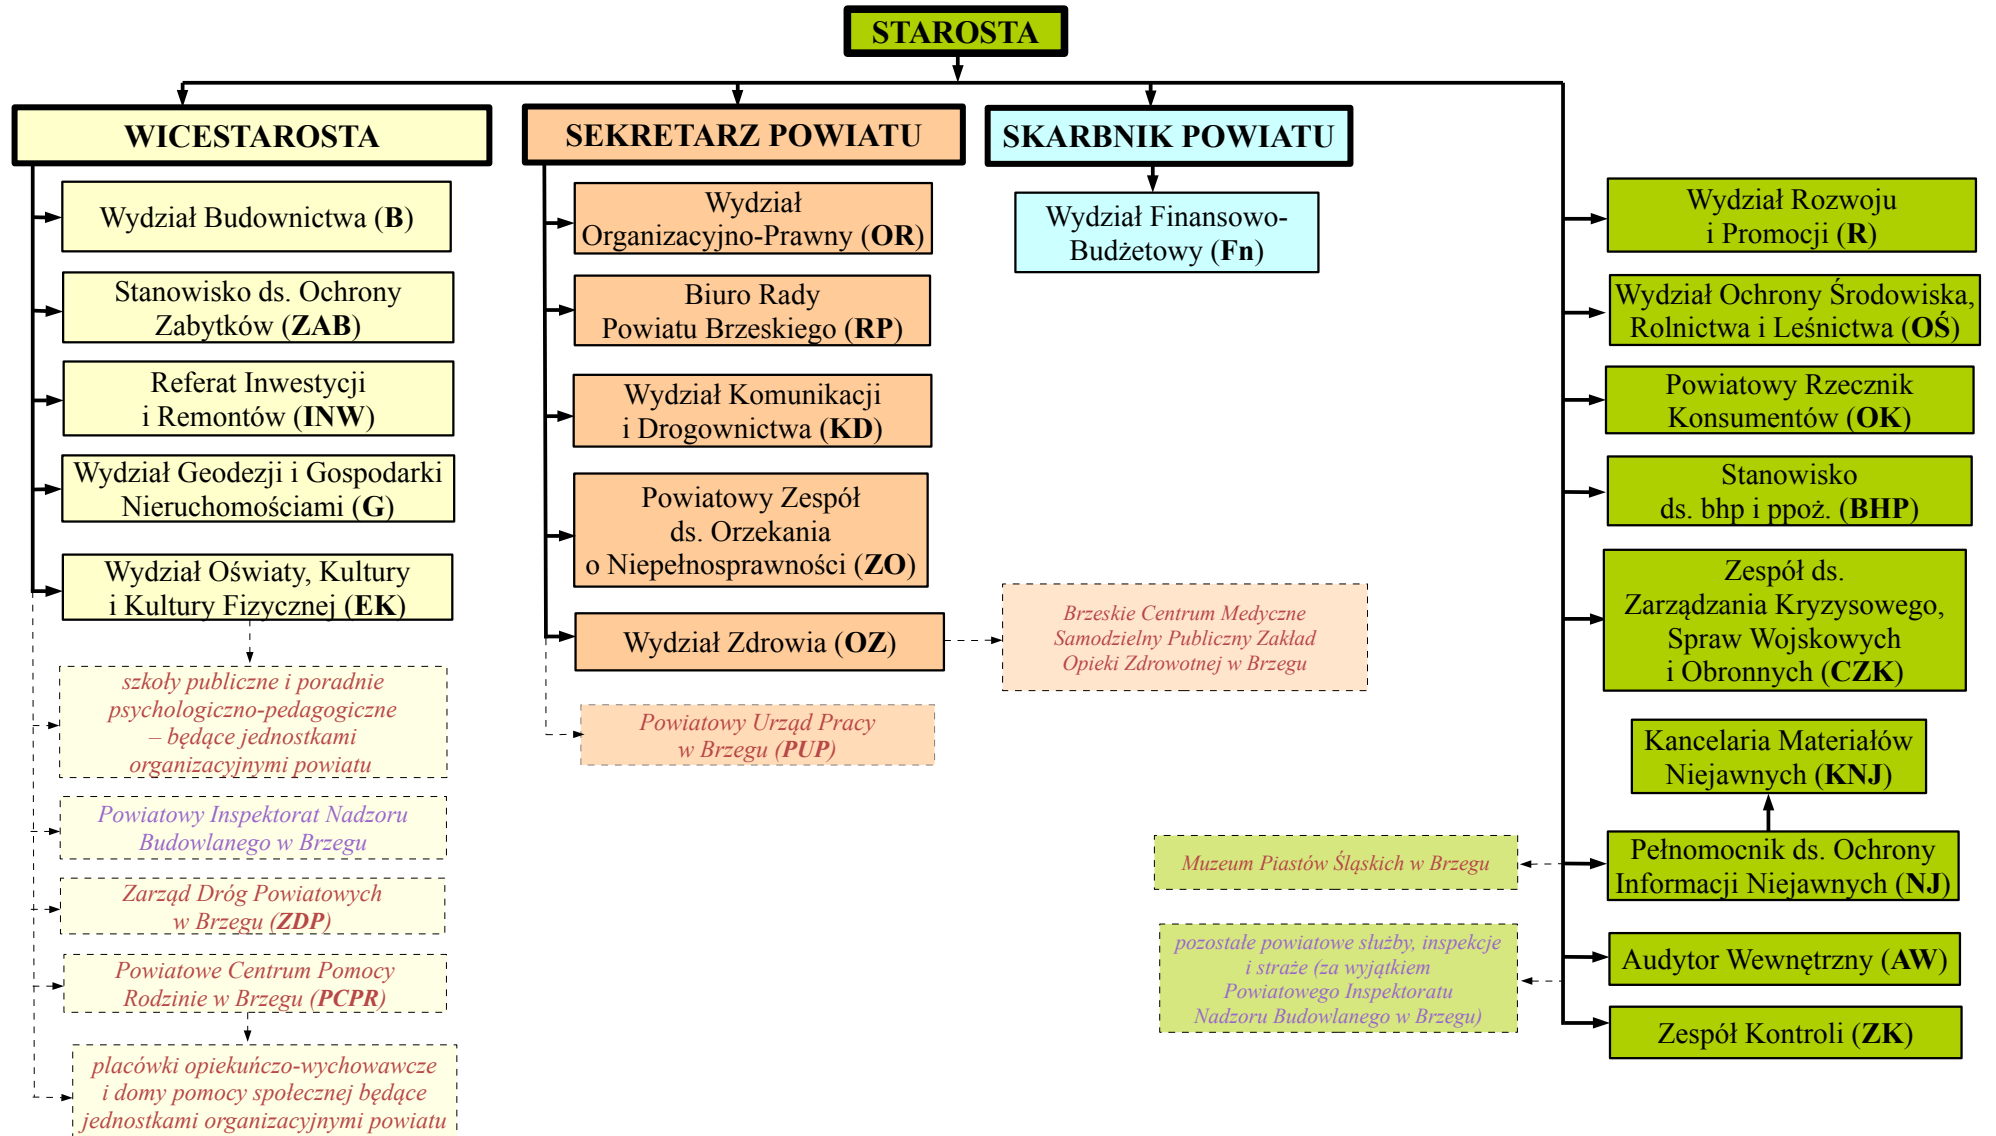 STAROSTA
WICESTAROSTA
Wydział Budownictwa (B)
Stanowisko ds. Ochrony
Zabytków (ZAB)
Referat Inwestycji
i Remontów (INW)
Wydział Geodezji i Gospodarki
Nieruchomościami (G)
Wydział Oświaty, Kultury
i Kultury Fizycznej (EK)
szkoły publiczne i poradnie
psychologiczno-pedagogiczne
– będące jednostkami
organizacyjnymi powiatu
Powiatowy Inspektorat Nadzoru
Budowlanego w Brzegu
Zarząd Dróg Powiatowych
w Brzegu (ZDP)
Powiatowe Centrum Pomocy
Rodzinie w Brzegu (PCPR)
placówki opiekuńczo-wychowawcze
i domy pomocy społecznej będące
jednostkami organizacyjnymi powiatu
SEKRETARZ POWIATU
Wydział
Organizacyjno-Prawny (OR)
Biuro Rady
Powiatu Brzeskiego (RP)
Wydział Komunikacji
i Drogownictwa (KD)
Powiatowy Zespół
ds. Orzekania
o Niepełnosprawności (ZO)
Wydział Zdrowia (OZ)
Brzeskie Centrum Medyczne
Samodzielny Publiczny Zakład
Opieki Zdrowotnej w Brzegu
Powiatowy Urząd Pracy
w Brzegu (PUP)
SKARBNIK POWIATU
Wydział Finansowo-
Budżetowy (Fn)
Wydział Rozwoju
i Promocji (R)
Wydział Ochrony Środowiska,
Rolnictwa i Leśnictwa (OŚ)
Powiatowy Rzecznik
Konsumentów (OK)
Stanowisko
ds. bhp i ppoż. (BHP)
Zespół ds.
Zarządzania Kryzysowego,
Spraw Wojskowych
i Obronnych (CZK)
Kancelaria Materiałów
Niejawnych (KNJ)
Pełnomocnik ds. Ochrony
Informacji Niejawnych (NJ)
Muzeum Piastów Śląskich w Brzegu
pozostałe powiatowe służby, inspekcje
i straże (za wyjątkiem
Powiatowego Inspektoratu
Nadzoru Budowlanego w Brzegu)
Audytor Wewnętrzny (AW)
Zespół Kontroli (ZK)